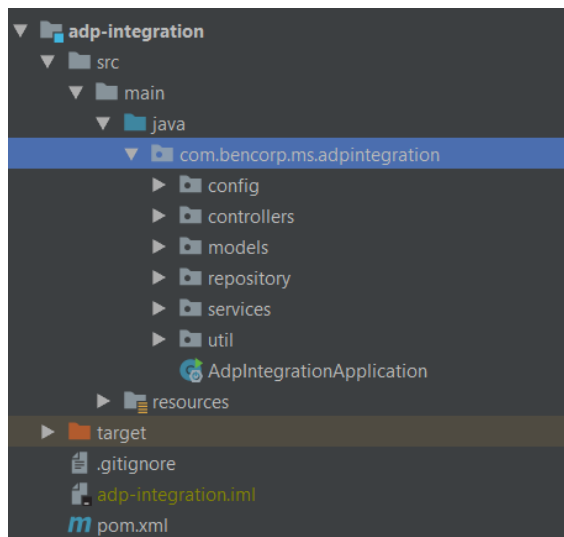 adp-integration
src
main
java
com.bencorp.ms.adpintegration
config
controllers
models
repository
services
util
AdpIntegrationApplication
resources
target
.gitignore
adp-integration.iml
pom.xml